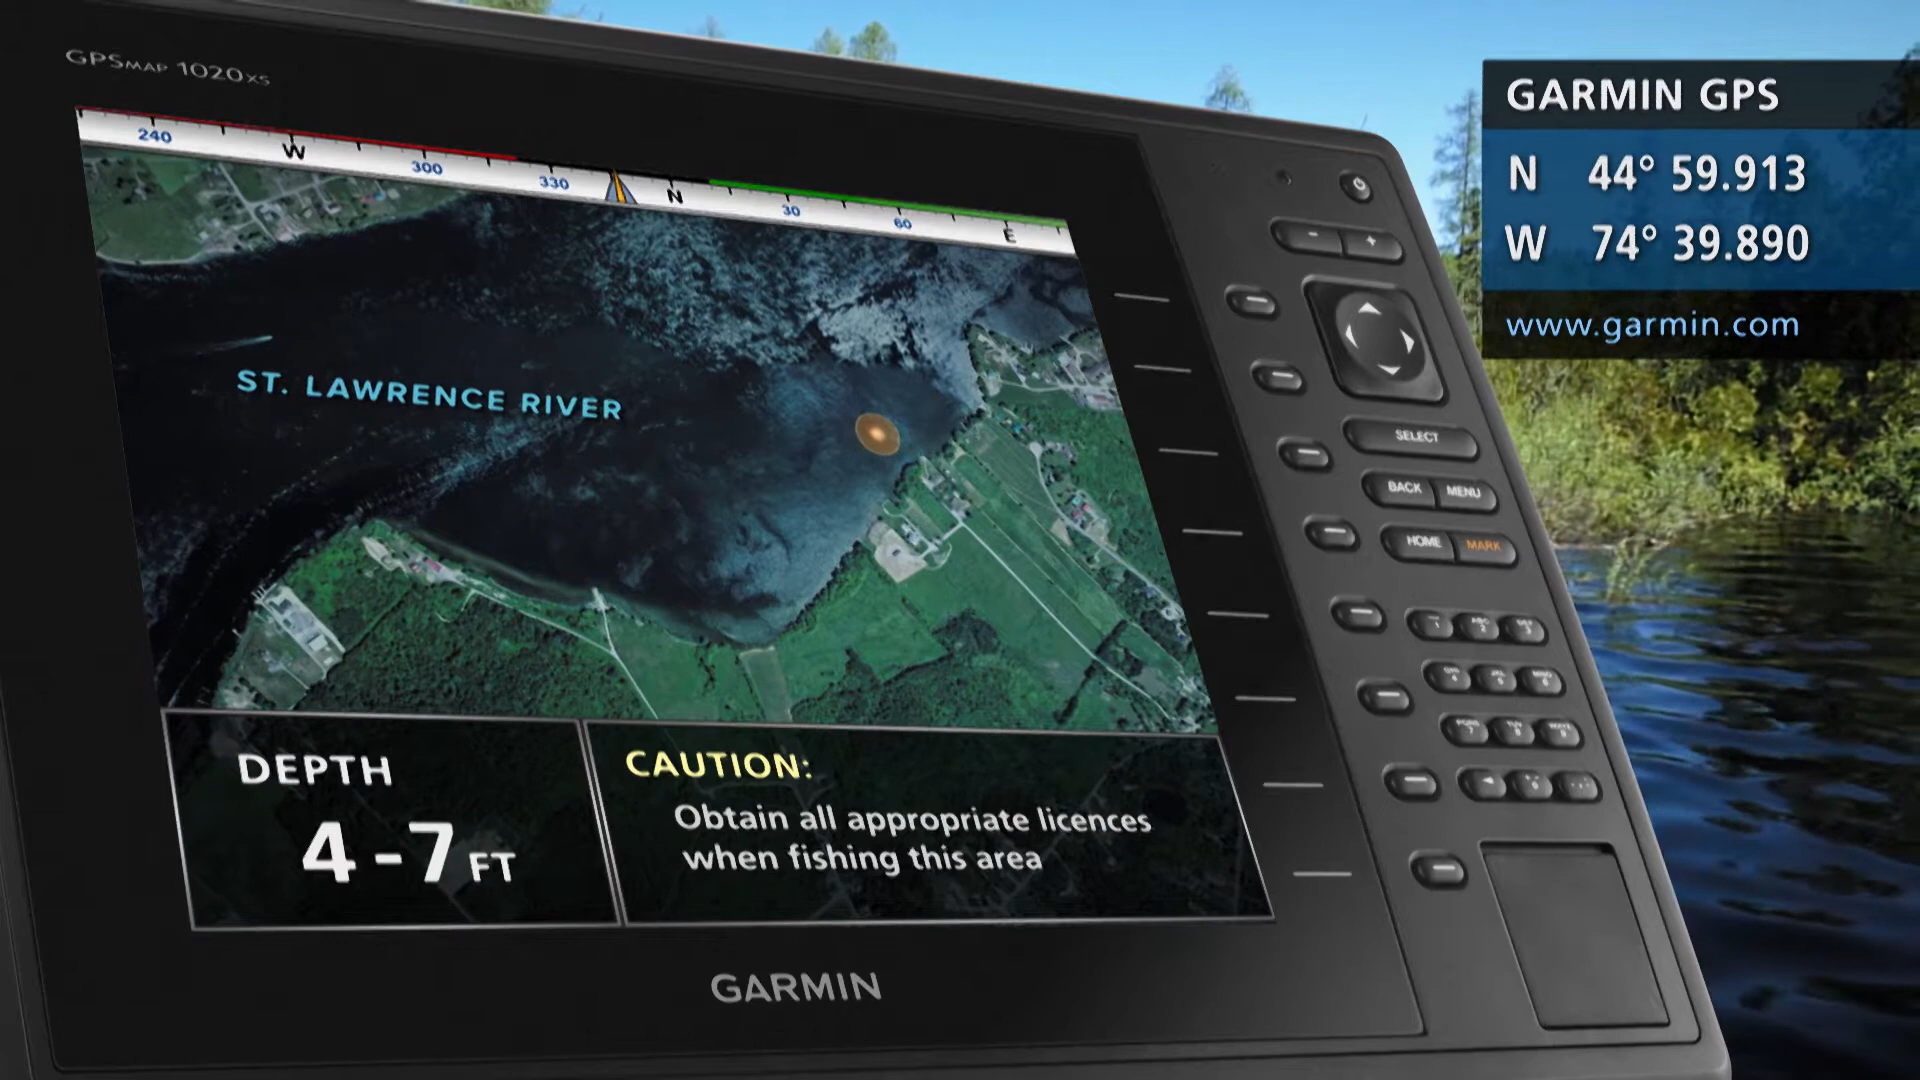 GPSMAP 1020xs
240 W 300 330 N 30 60 E
GARMIN GPS
N 44° 59.913
W 74° 39.890
www.garmin.com
ST. LAWRENCE RIVER
SELECT
BACK MENU
HOME MARK
DEPTH
4-7 FT
CAUTION:
Obtain all appropriate licences
when fishing this area
GARMIN